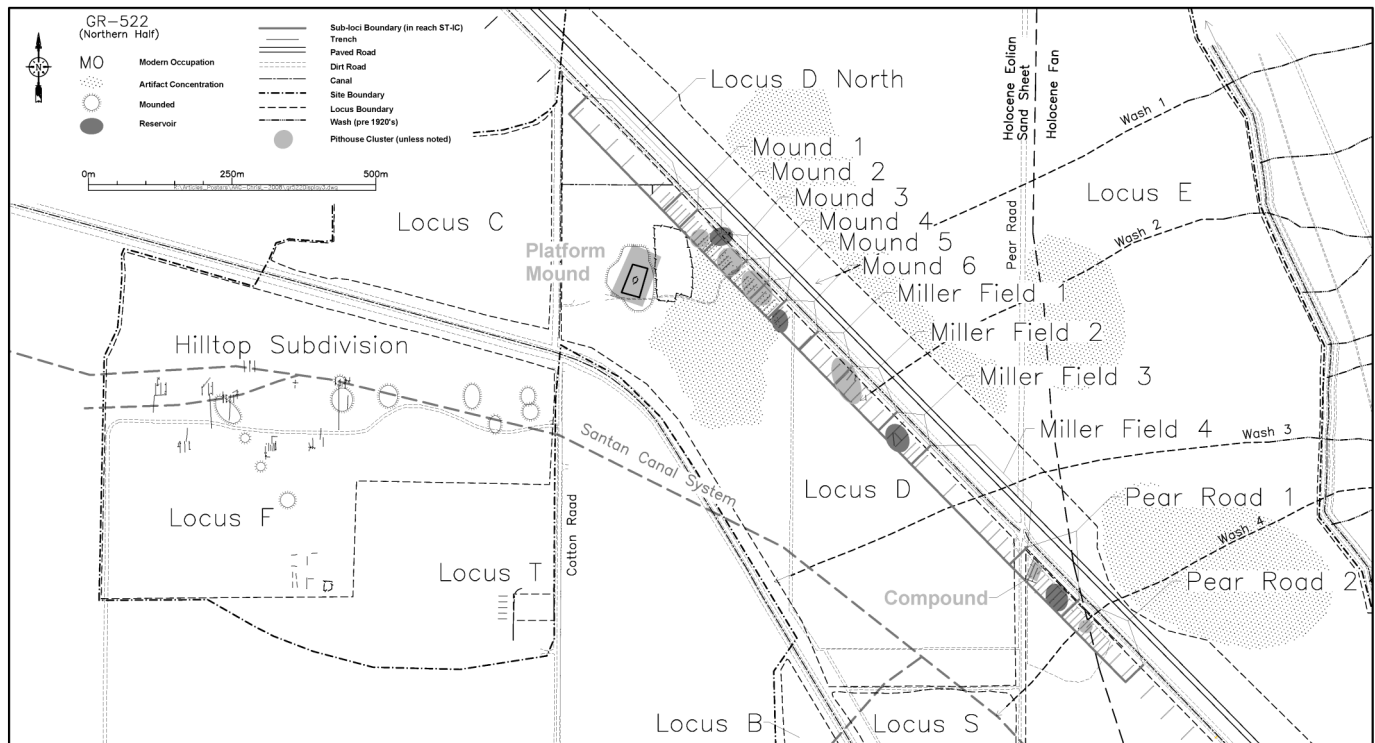 GR-522
(Northern Half)
N
MO Modern Occupation
Artifact Concentration
Mounded
Reservoir
Sub-loci Boundary (in reach ST-IC)
Trench
Paved Road
Dirt Road
Canal
Site Boundary
Locus Boundary
Wash (pre 1920's)
Pithouse Cluster (unless noted)
0m 250m 500m
Locus D North
Mound 1
Mound 2
Mound 3
Mound 4
Mound 5
Mound 6
Miller Field 1
Miller Field 2
Miller Field 3
Miller Field 4
Pear Road 1
Pear Road 2
Holocene Eolian
Sand Sheet
Holocene Fan
Pear Road
Wash 1
Wash 2
Wash 3
Wash 4
Locus E
Locus C
Platform
Mound
Hilltop Subdivision
Santan Canal System
Locus D
Locus F
Locus T
Cotton Road
Compound
Locus B
Locus S